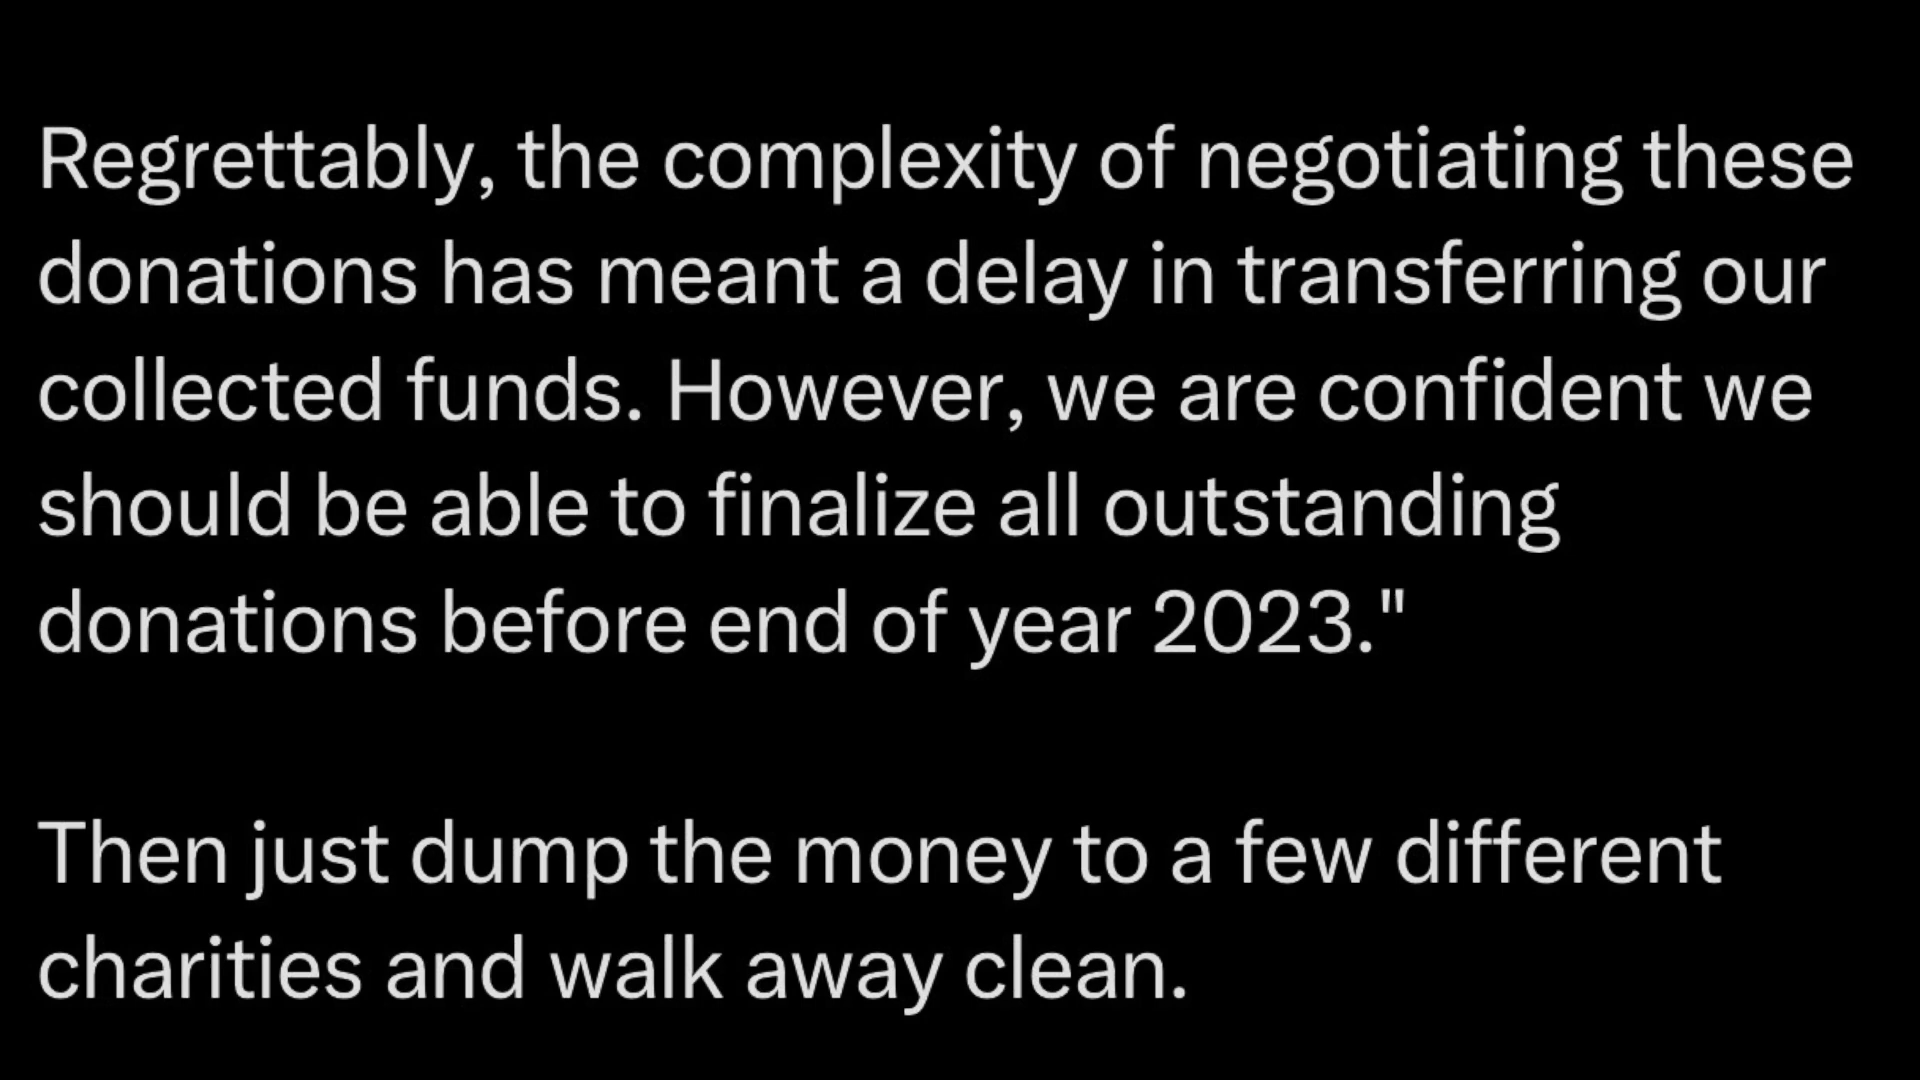 Regrettably, the complexity of negotiating these
donations has meant a delay in transferring our
collected funds. However, we are confident we
should be able to finalize all outstanding
donations before end of year 2023."
Then just dump the money to a few different
charities and walk away clean.